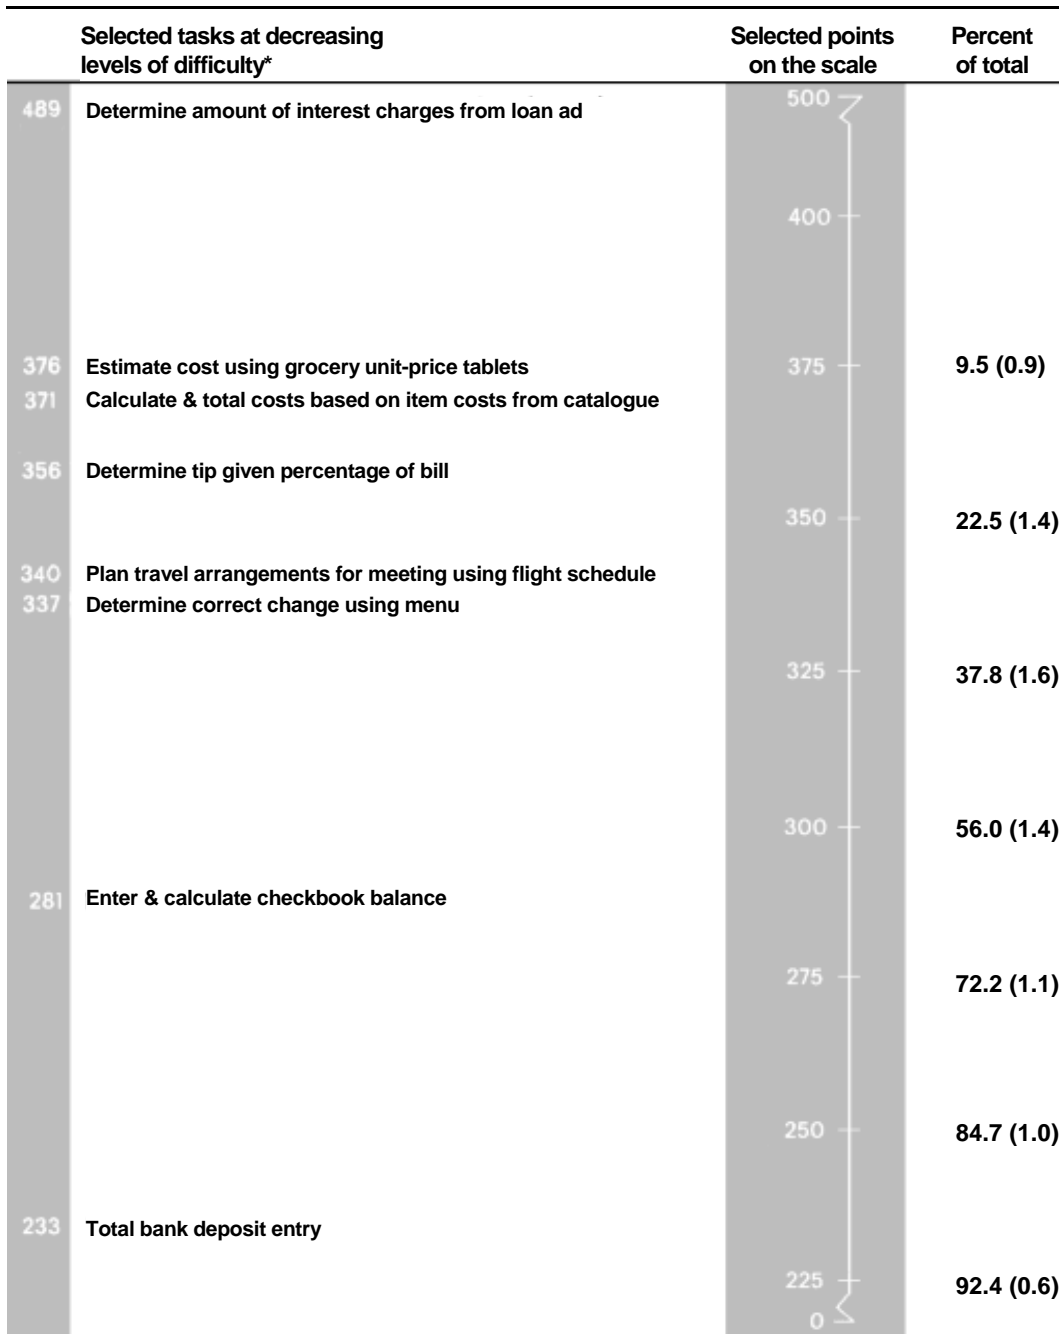 Selected tasks at decreasing Selected points Percent
levels of difficulty* on the scale of total
489 Determine amount of interest charges from loan ad 500
400
376 Estimate cost using grocery unit-price tablets 375 9.5 (0.9)
371 Calculate & total costs based on item costs from catalogue
356 Determine tip given percentage of bill
350 22.5 (1.4)
340 Plan travel arrangements for meeting using flight schedule
337 Determine correct change using menu
325 37.8 (1.6)
300 56.0 (1.4)
281 Enter & calculate checkbook balance
275 72.2 (1.1)
250 84.7 (1.0)
233 Total bank deposit entry
225 92.4 (0.6)
0